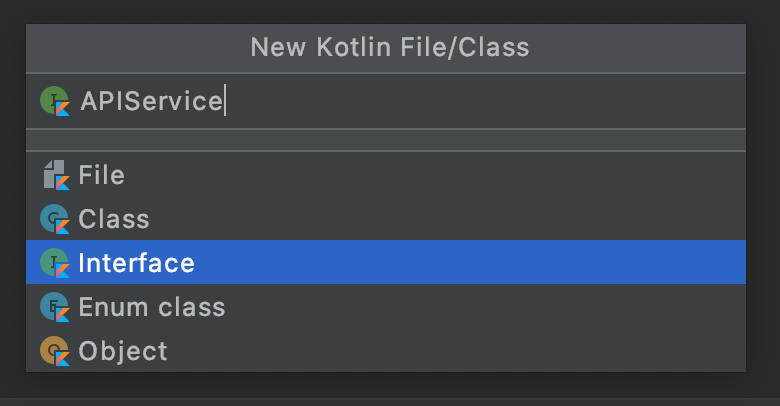 New Kotlin File/Class
APIService
File
Class
Interface
Enum class
Object